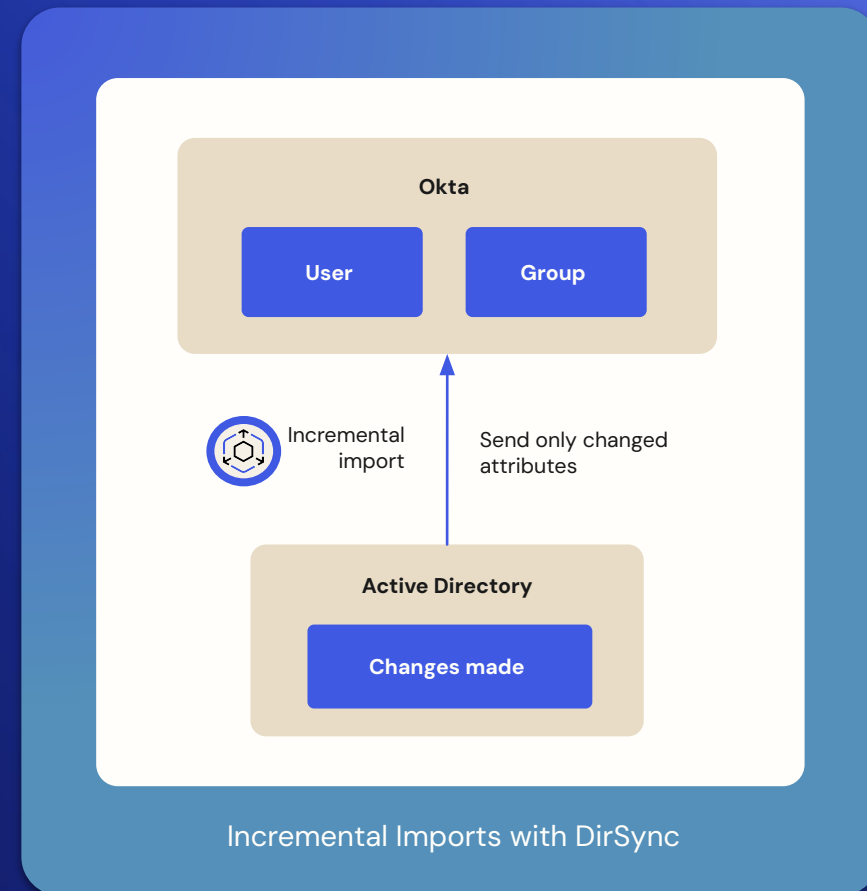 Okta
User
Group
Incremental
import
Send only changed
attributes
Active Directory
Changes made
Incremental Imports with DirSync